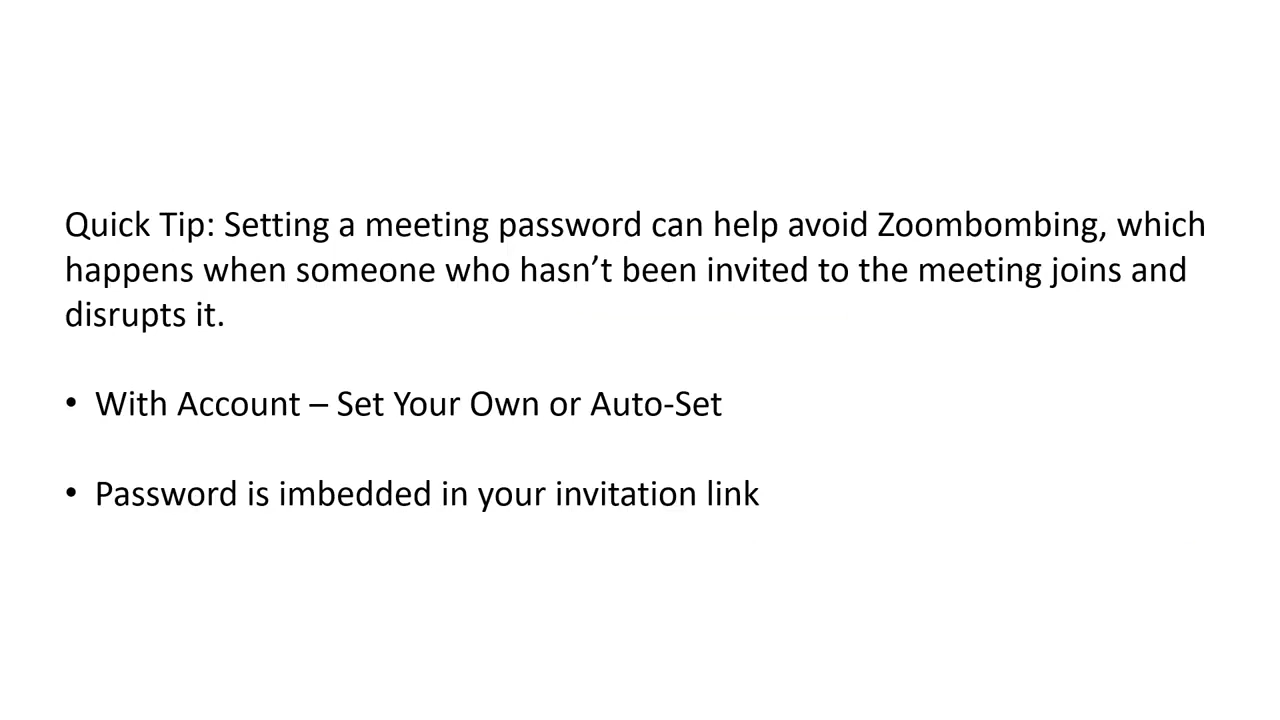 Quick Tip: Setting a meeting password can help avoid Zoombombing, which
happens when someone who hasn’t been invited to the meeting joins and
disrupts it.
• With Account – Set Your Own or Auto-Set
• Password is imbedded in your invitation link